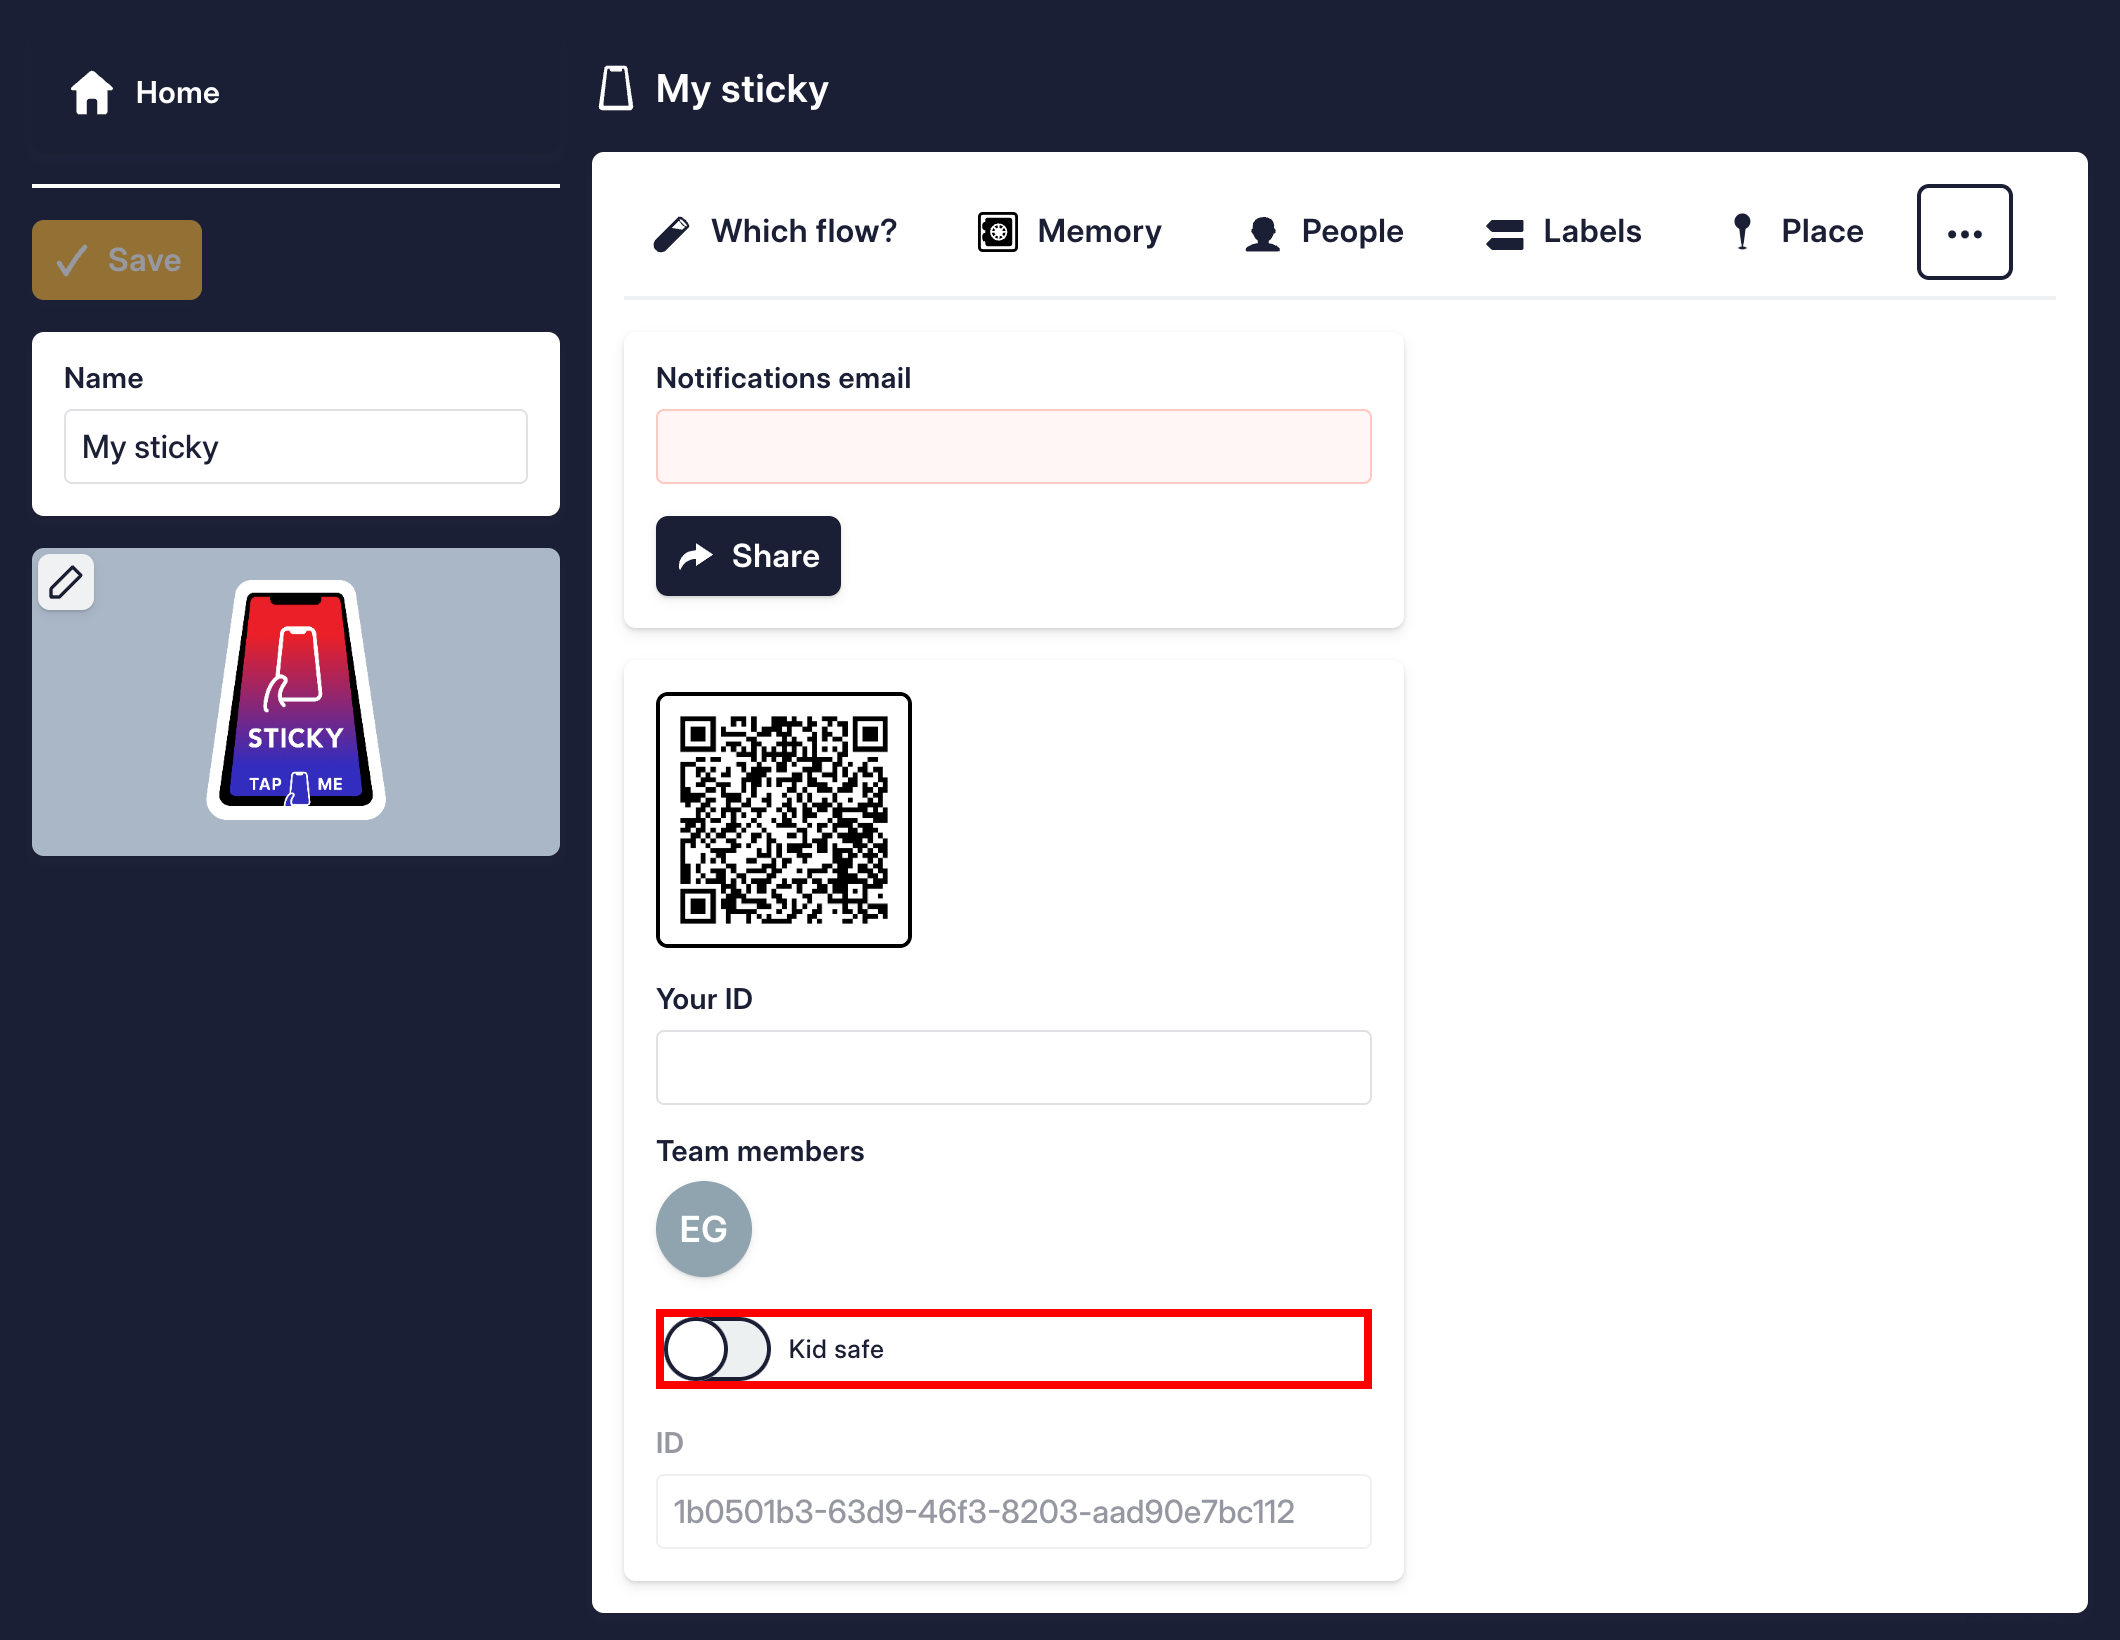 Home
My sticky
Which flow?
Memory
People
Labels
Place
...
Save
Name
My sticky
STICKY
TAP ME
Notifications email
Share
Your ID
Team members
EG
Kid safe
ID
1b0501b3-63d9-46f3-8203-aad90e7bc112